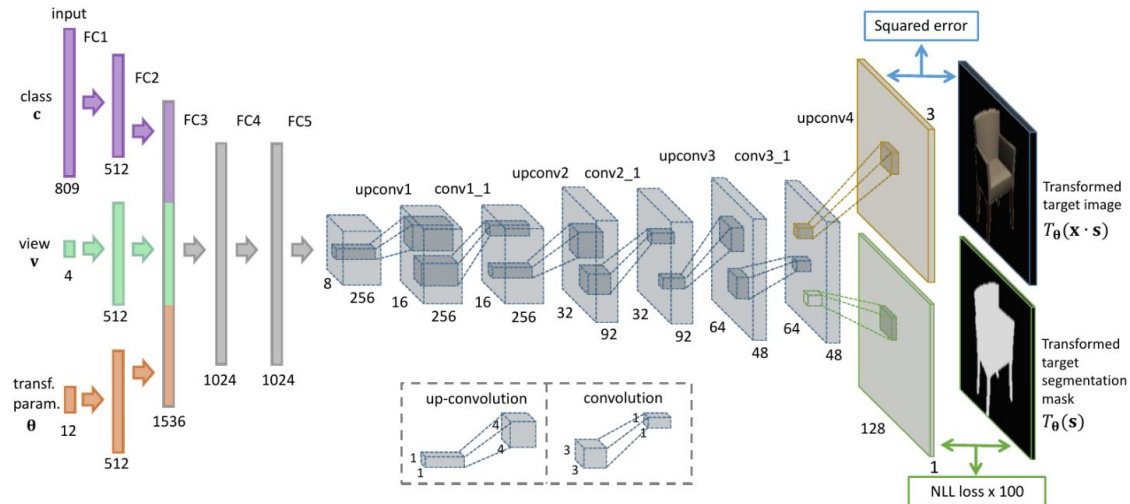 input
FC1
FC2
class
c
809
512
view
v
4
512
transf.
param.
θ
12
512
1536
FC3
FC4
FC5
1024
1024
8
256
upconv1
16
256
conv1_1
16
256
upconv2
32
92
conv2_1
32
92
upconv3
64
48
conv3_1
64
48
upconv4
3
128
1
Squared error
Transformed
target image
T_θ(x · s)
Transformed
target
segmentation
mask
T_θ(s)
NLL loss x 100
up-convolution
1
1
4
4
convolution
3
3
1
1